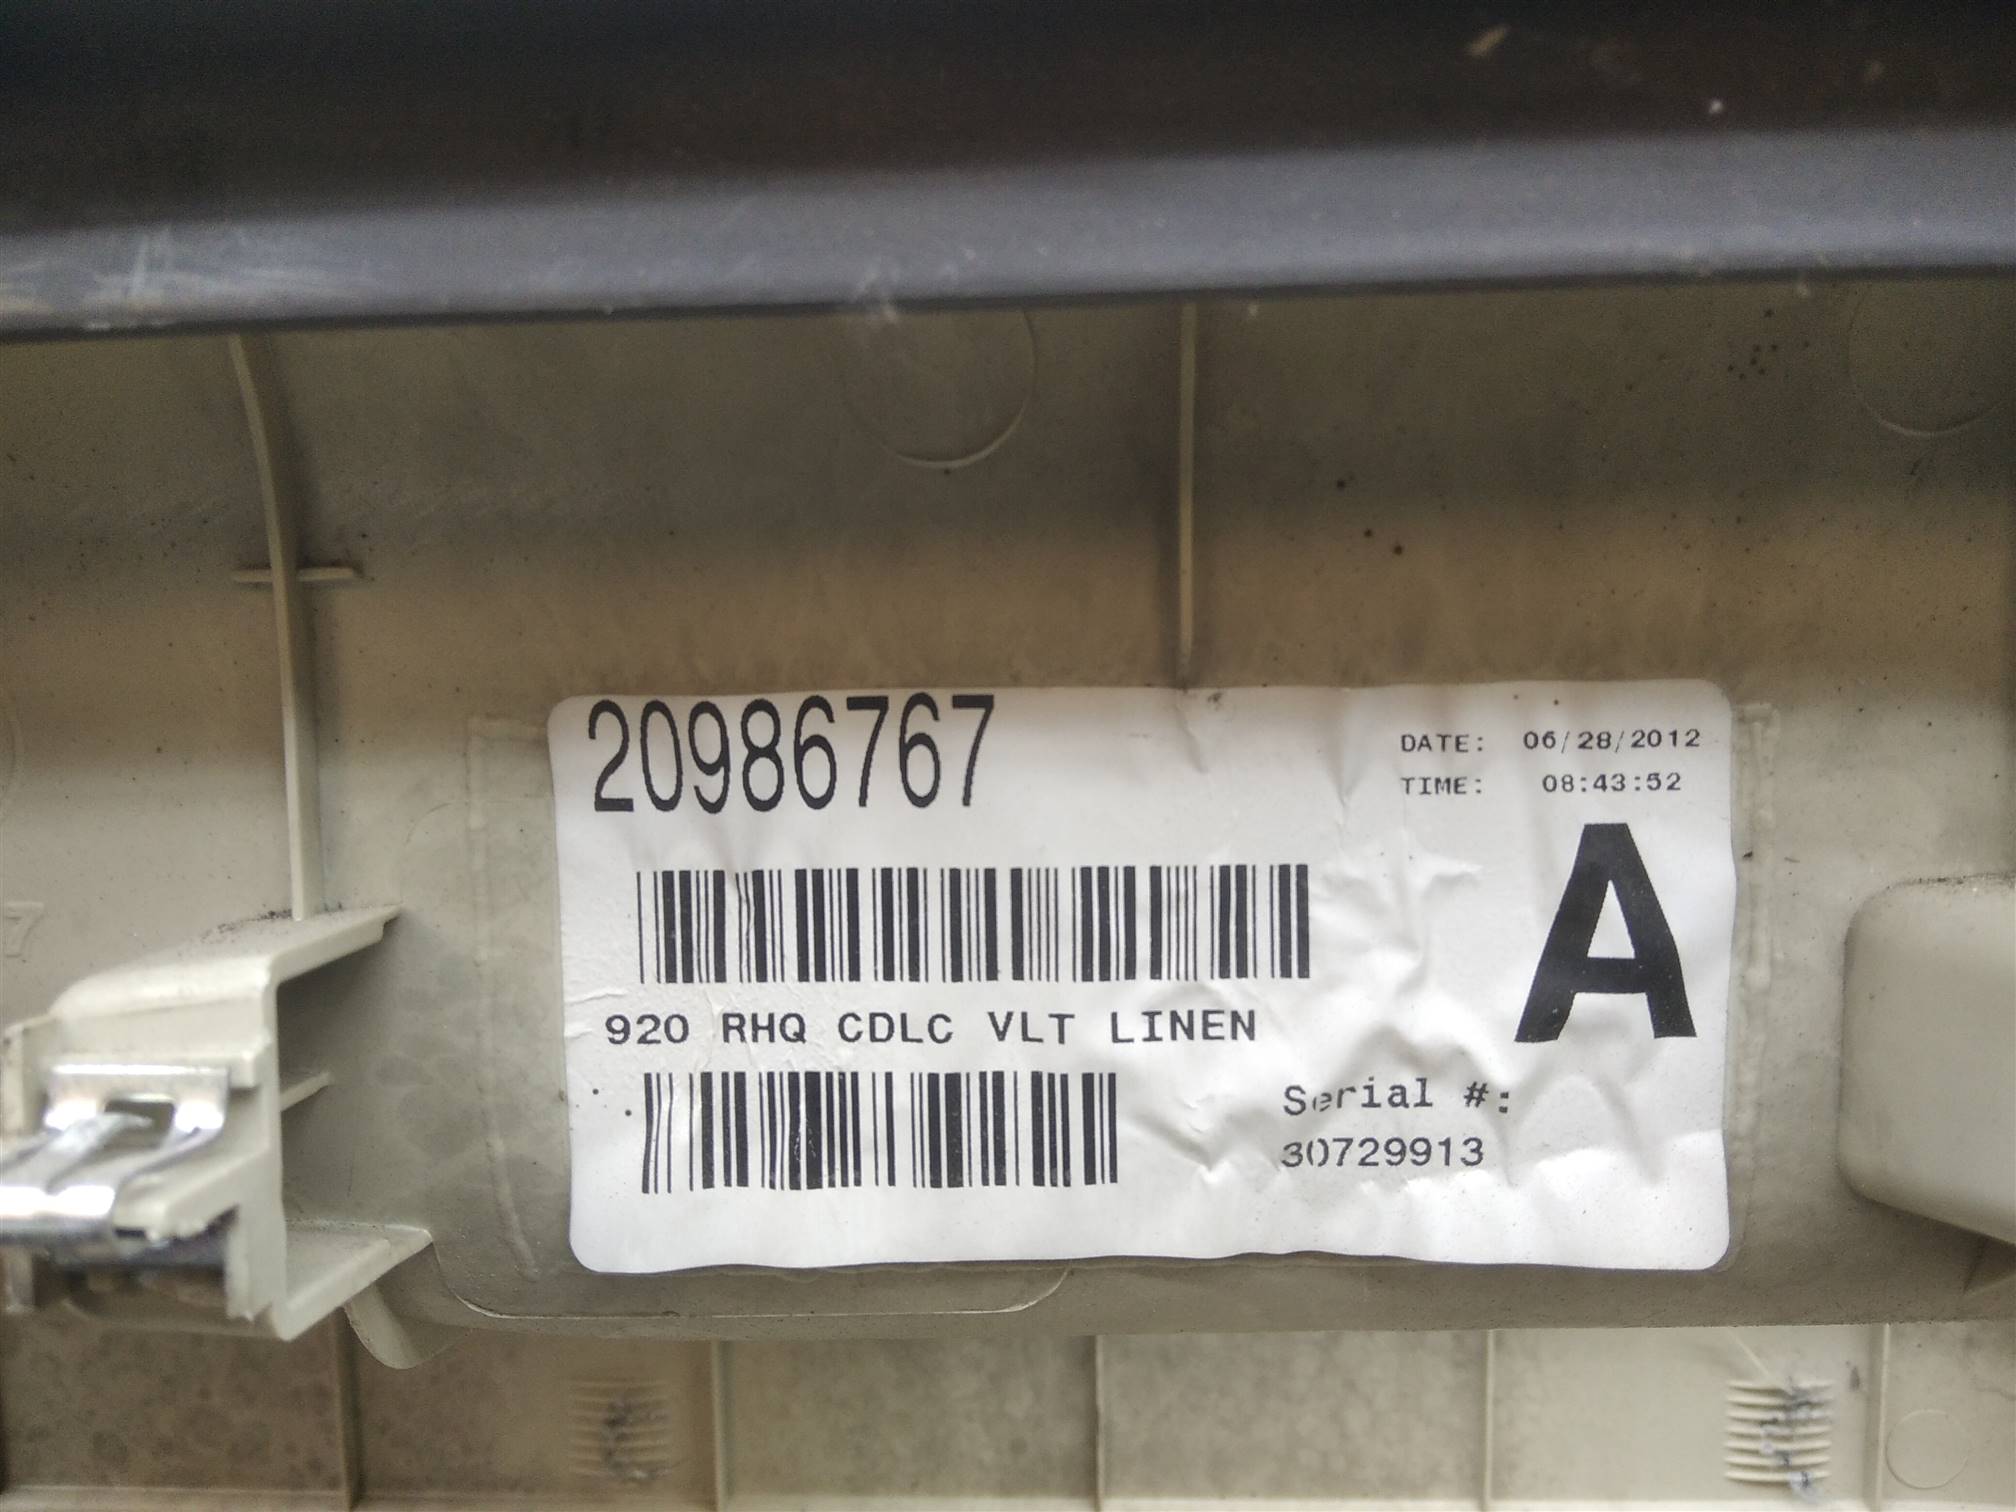 20986767
DATE: 06/28/2012
TIME: 08:43:52
A
920 RHQ CDLC VLT LINEN
Serial #:
30729913